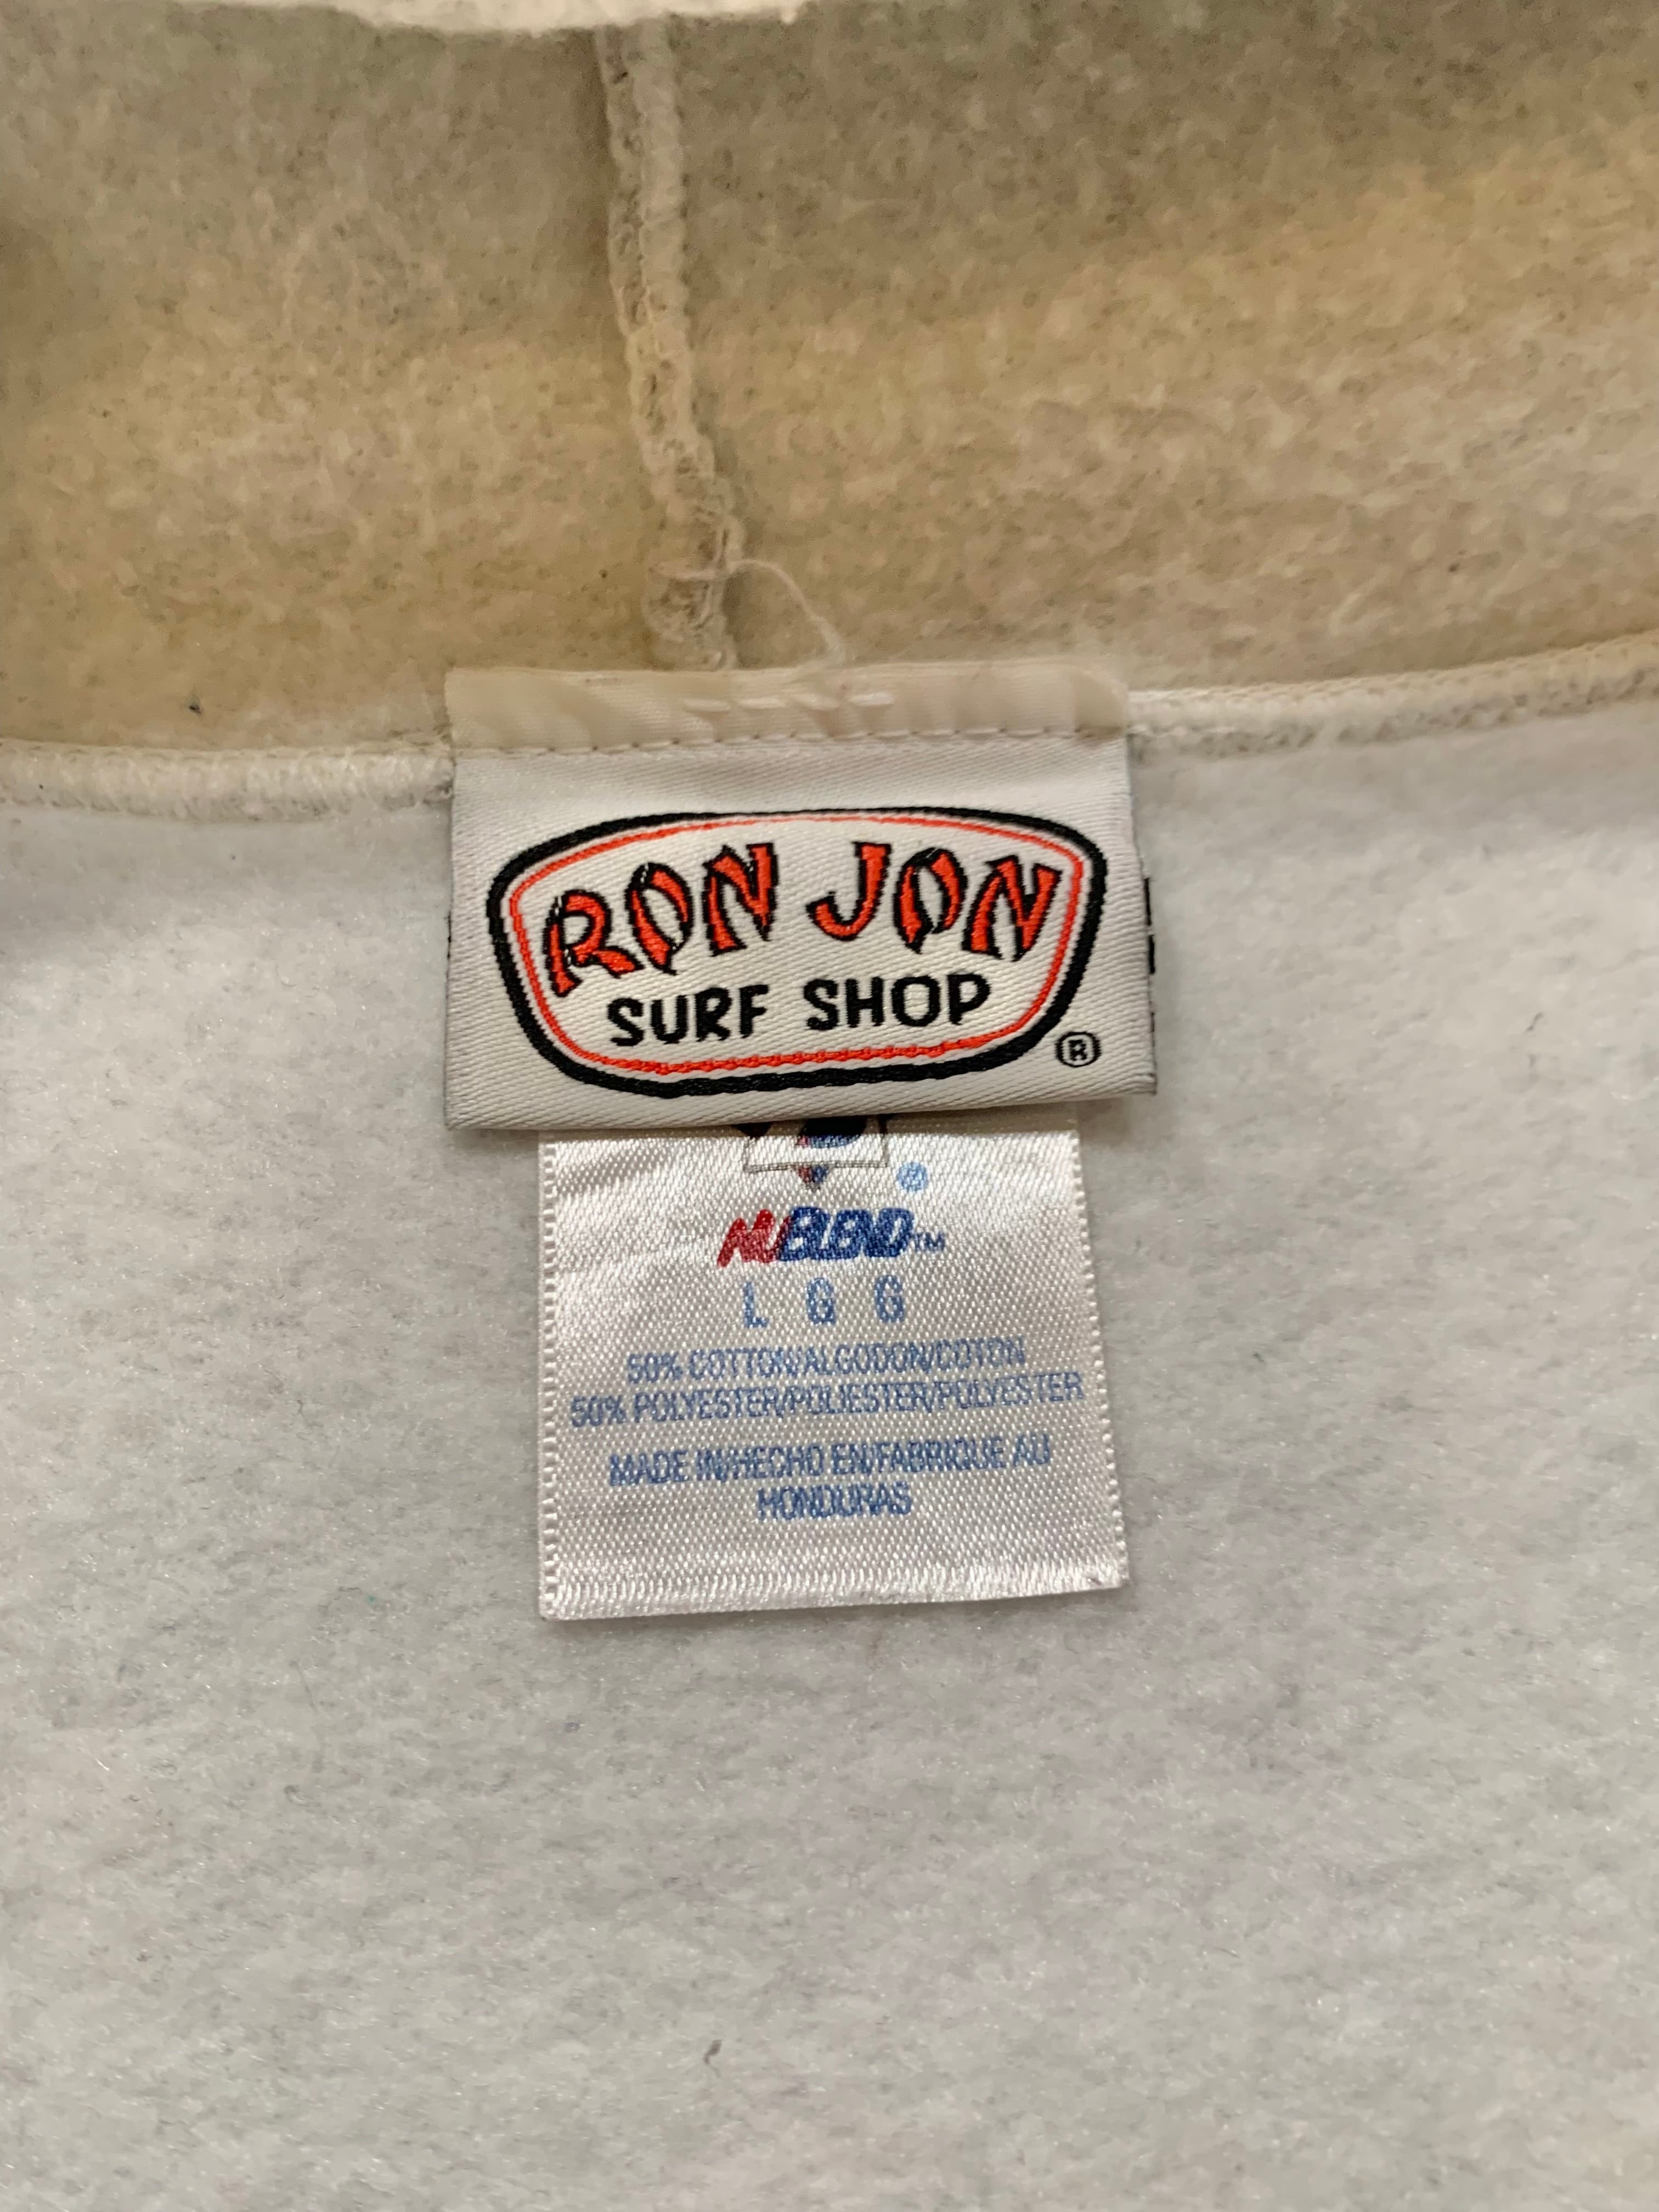 RON JON
SURF SHOP
®
®
NUBLEND™
L G G
50% COTTON/ALGODON/COTON
50% POLYESTER/POLIESTER/POLYESTER
MADE IN/HECHO EN/FABRIQUE AU
HONDURAS